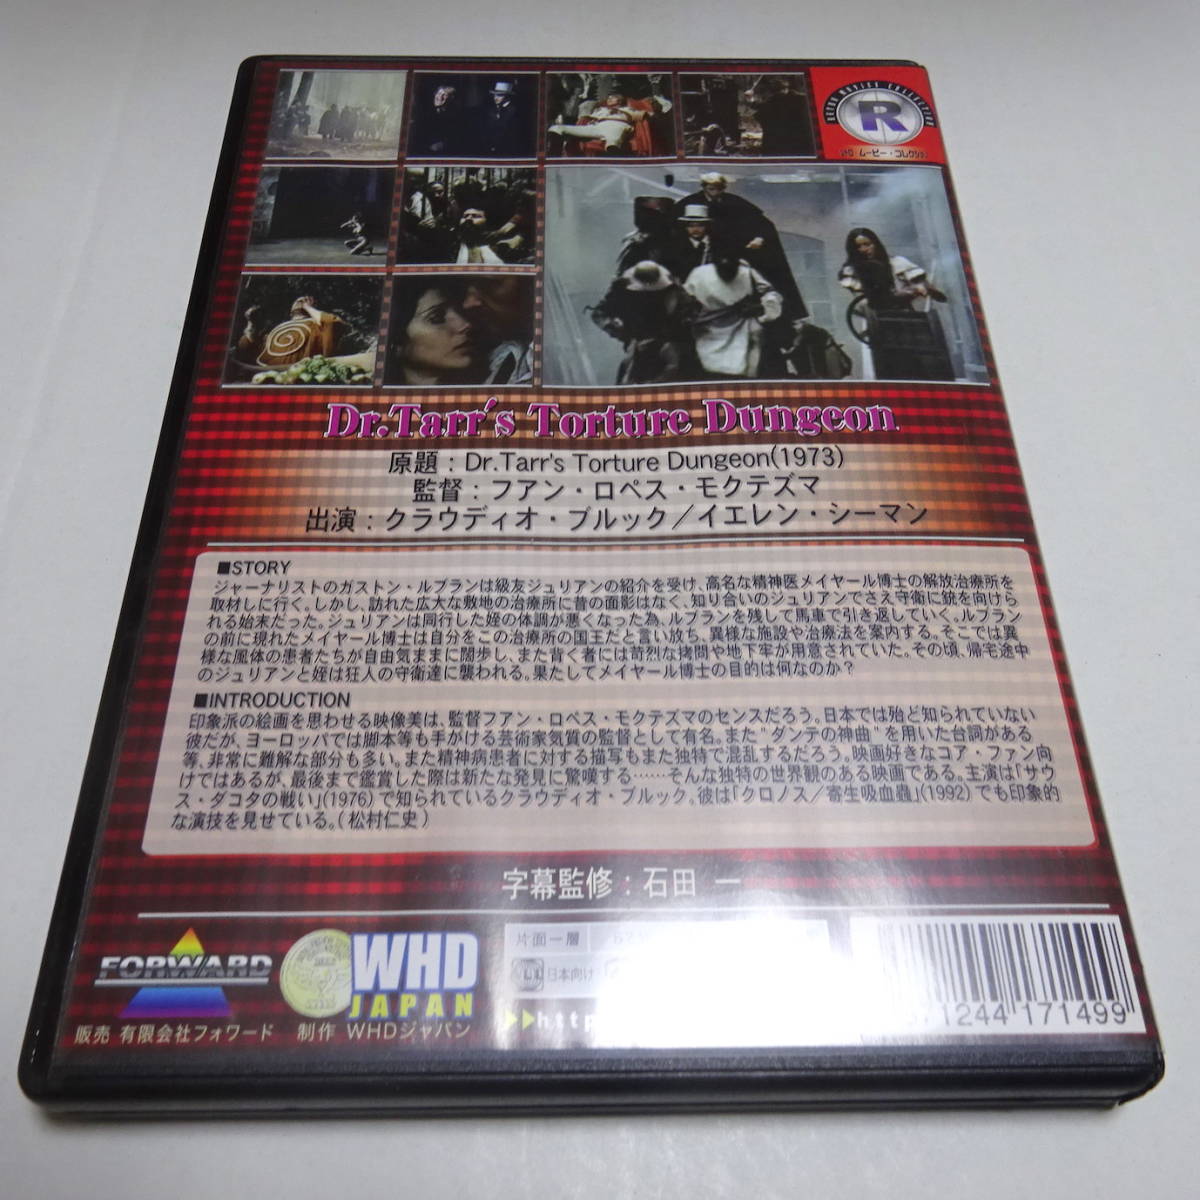 RETRO MOVIES COLLECTION
R
ムービー・コレクション
Dr.Tarr's Torture Dungeon
原題：Dr.Tarr's Torture Dungeon(1973)
監督：フアン・ロペス・モクテズマ
出演：クラウディオ・ブルック／イエレン・シーマン
■STORY
ジャーナリストのガストン・ルブランは級友ジュリアンの紹介を受け、高名な精神医メイヤール博士の解放治療所を
取材しに行く。しかし、訪れた広大な敷地の治療所に昔の面影はなく、知り合いのジュリアンでさえ守衛に銃を向けら
れる始末だった。ジュリアンは同行した姪の体調が悪くなった為、ルブランを残して馬車で引き返していく。ルブラン
の前に現れたメイヤール博士は自分をこの治療所の国王だと言い放ち、異様な施設や治療法を案内する。そこでは異
様な風体の患者たちが自由気ままに闊歩し、また背く者には苛烈な拷問や地下牢が用意されていた。その頃、帰宅途中
のジュリアンと姪は狂人の守衛達に襲われる。果たしてメイヤール博士の目的は何なのか？
■INTRODUCTION
印象派の絵画を思わせる映像美は、監督フアン・ロペス・モクテズマのセンスだろう。日本では殆ど知られていない
彼だが、ヨーロッパでは脚本等も手がける芸術家気質の監督として有名。また"ダンテの神曲"を用いた台詞がある
等、非常に難解な部分も多い。また精神病患者に対する描写もまた独特で混乱するだろう。映画好きなコア・ファン向
けではあるが、最後まで鑑賞した際は新たな発見に驚嘆する……そんな独特の世界観のある映画である。主演は「サウ
ス・ダコタの戦い」(1976)で知られているクラウディオ・ブルック。彼は「クロノス／寄生吸血蟲」(1992)でも印象的
な演技を見せている。(松村仁史)
字幕監修：石田 一
FORWARD
WHD
JAPAN
片面一層
日本向け
▶▶http
販売 有限会社フォワード 制作 WHDジャパン
71244 171499